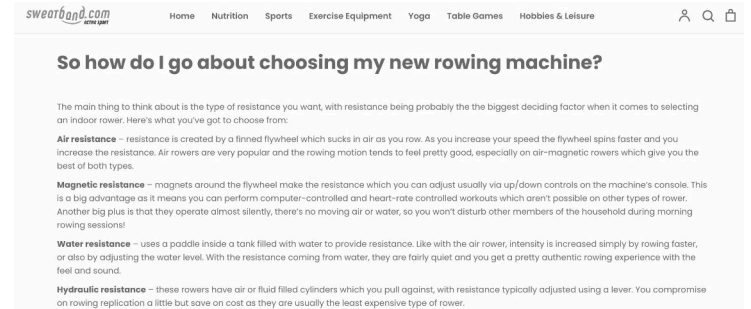 sweatband.com
active sport
Home Nutrition Sports Exercise Equipment Yoga Table Games Hobbies & Leisure
So how do I go about choosing my new rowing machine?
The main thing to think about is the type of resistance you want, with resistance being probably the the biggest deciding factor when it comes to selecting
an indoor rower. Here's what you've got to choose from:
Air resistance – resistance is created by a finned flywheel which sucks in air as you row. As you increase your speed the flywheel spins faster and you
increase the resistance. Air rowers are very popular and the rowing motion tends to feel pretty good, especially on air-magnetic rowers which give you the
best of both types.
Magnetic resistance – magnets around the flywheel make the resistance which you can adjust usually via up/down controls on the machine's console. This
is a big advantage as it means you can perform computer-controlled and heart-rate controlled workouts which aren't possible on other types of rower.
Another big plus is that they operate almost silently, there's no moving air or water, so you won't disturb other members of the household during morning
rowing sessions!
Water resistance – uses a paddle inside a tank filled with water to provide resistance. Like with the air rower, intensity is increased simply by rowing faster,
or also by adjusting the water level. With the resistance coming from water, they are fairly quiet and you get a pretty authentic rowing experience with the
feel and sound.
Hydraulic resistance – these rowers have air or fluid filled cylinders which you pull against, with resistance typically adjusted using a lever. You compromise
on rowing replication a little but save on cost as they are usually the least expensive type of rower.